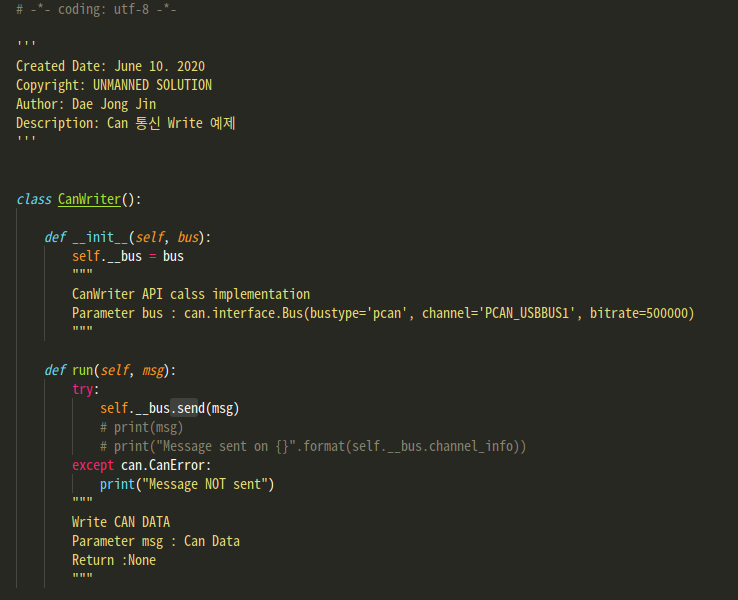 # -*- coding: utf-8 -*-
'''
Created Date: June 10. 2020
Copyright: UNMANNED SOLUTION
Author: Dae Jong Jin
Description: Can 통신 Write 예제
'''
class CanWriter():
def __init__(self, bus):
self.__bus = bus
"""
CanWriter API calss implementation
Parameter bus : can.interface.Bus(bustype='pcan', channel='PCAN_USBBUS1', bitrate=500000)
"""
def run(self, msg):
try:
self.__bus.send(msg)
# print(msg)
# print("Message sent on {}".format(self.__bus.channel_info))
except can.CanError:
print("Message NOT sent")
"""
Write CAN DATA
Parameter msg : Can Data
Return :None
"""